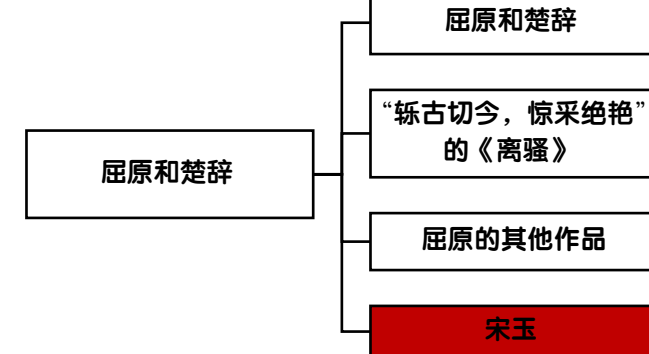 屈原和楚辞
屈原和楚辞
“轹古切今，惊采绝艳”
的《离骚》
屈原的其他作品
宋玉